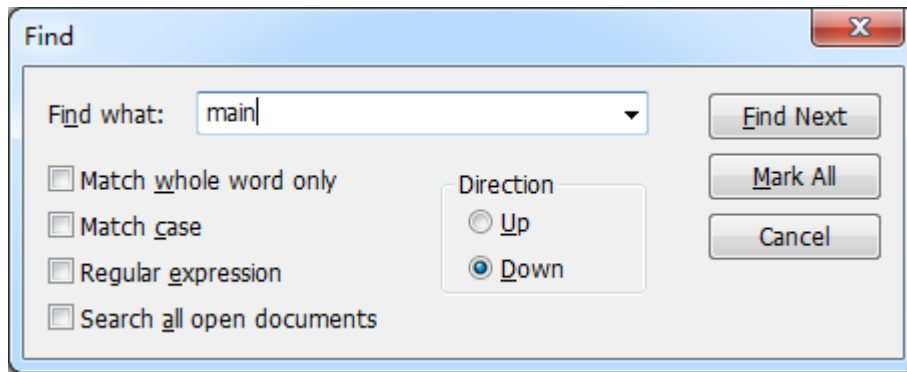 Find
Find what: main Find Next
Match whole word only Direction Mark All
Match case Up Cancel
Regular expression Down
Search all open documents